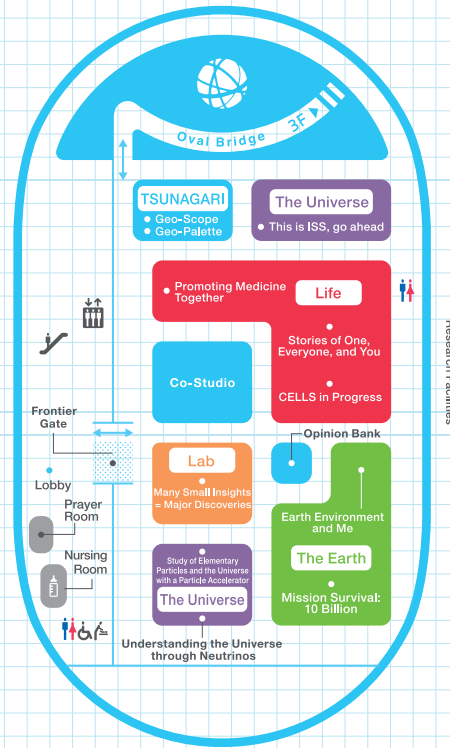 Oval Bridge
3F
TSUNAGARI
Geo-Scope
Geo-Palette
The Universe
This is ISS, go ahead
Promoting Medicine
Together
Life
Stories of One,
Everyone, and You
CELLS in Progress
Co-Studio
Research Facilities
Frontier
Gate
Lobby
Opinion Bank
Lab
Many Small Insights
= Major Discoveries
Prayer
Room
Nursing
Room
Earth Environment
and Me
The Earth
Mission Survival:
10 Billion
Study of Elementary
Particles and the Universe
with a Particle Accelerator
The Universe
Understanding the Universe
through Neutrinos